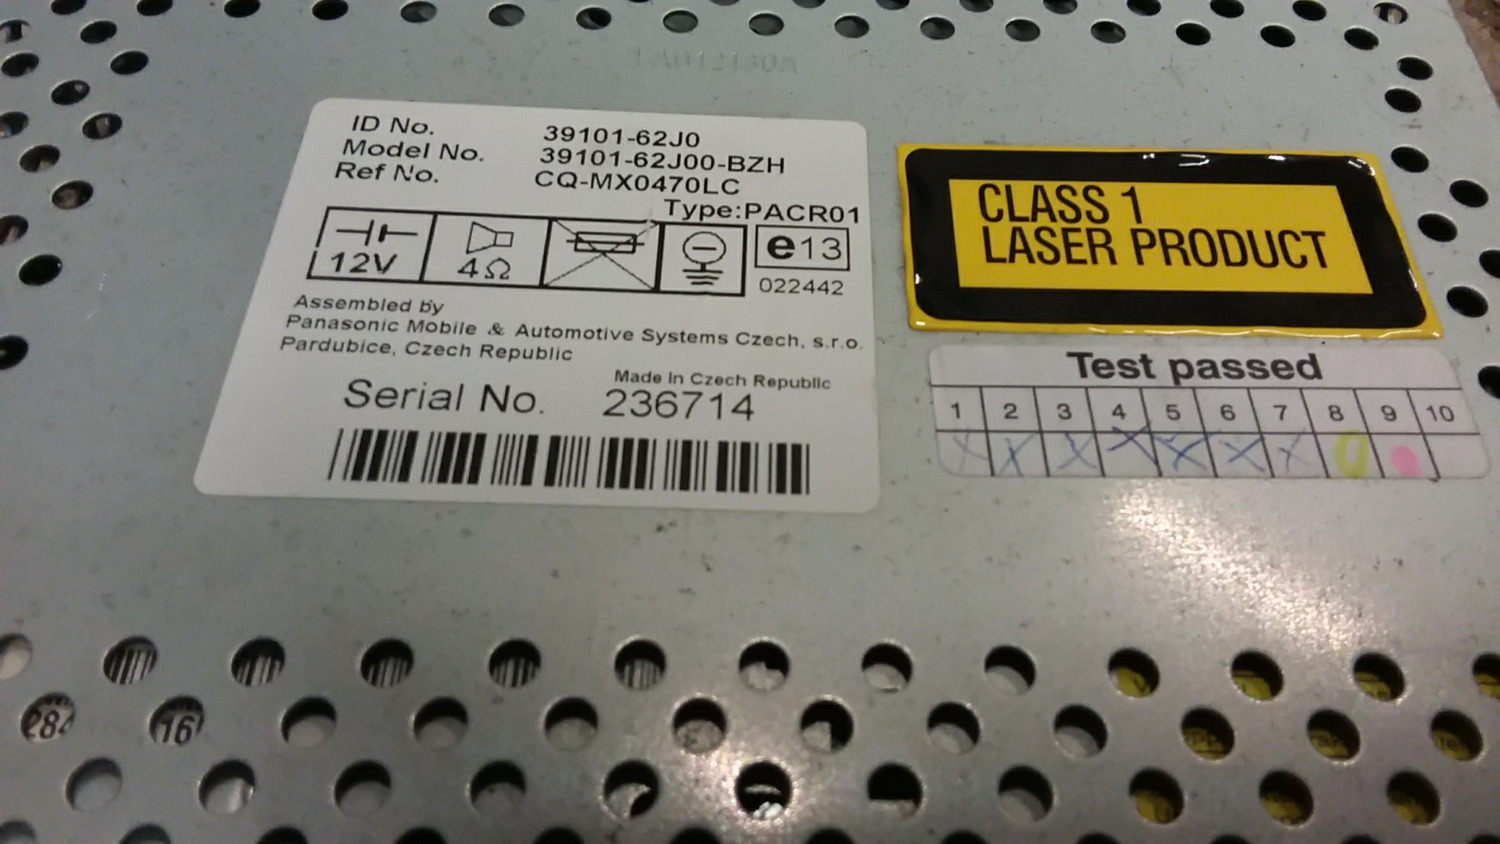 ID No. 39101-62J0
Model No. 39101-62J00-BZH
Ref No. CQ-MX0470LC
Type:PACR01
12V 4Ω e13
022442
Assembled by
Panasonic Mobile & Automotive Systems Czech, s.r.o.
Pardubice, Czech Republic
Made in Czech Republic
Serial No. 236714
CLASS 1
LASER PRODUCT
Test passed
1 2 3 4 5 6 7 8 9 10
X X X X X X X
284 16